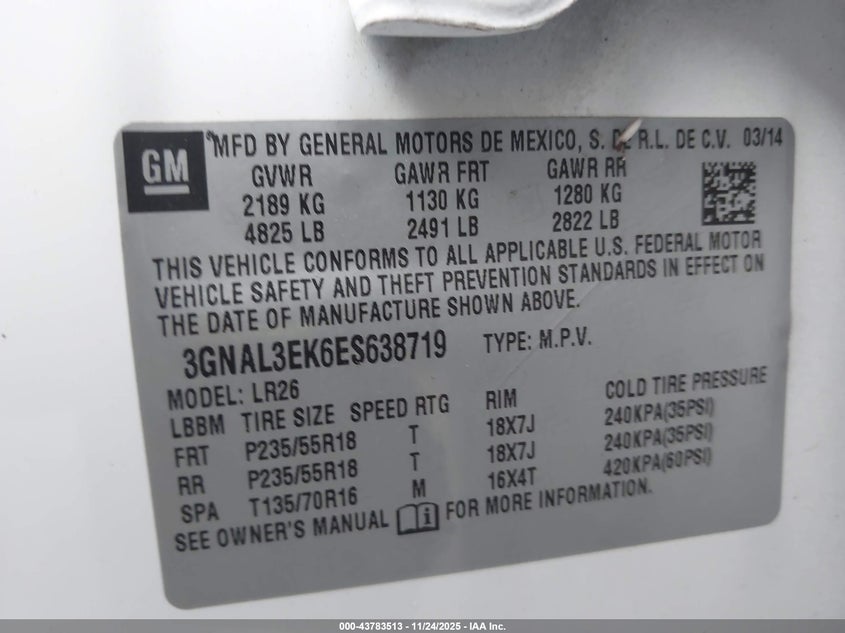 GM
MFD BY GENERAL MOTORS DE MEXICO, S. DE R.L. DE C.V. 03/14
GVWR GAWR FRT GAWR RR
2189 KG 1130 KG 1280 KG
4825 LB 2491 LB 2822 LB
THIS VEHICLE CONFORMS TO ALL APPLICABLE U.S. FEDERAL MOTOR
VEHICLE SAFETY AND THEFT PREVENTION STANDARDS IN EFFECT ON
THE DATE OF MANUFACTURE SHOWN ABOVE.
3GNAL3EK6ES638719 TYPE: M.P.V.
MODEL: LR26
LBBM TIRE SIZE SPEED RTG RIM COLD TIRE PRESSURE
FRT P235/55R18 T 18X7J 240KPA(35PSI)
RR P235/55R18 T 18X7J 240KPA(35PSI)
SPA T135/70R16 M 16X4T 420KPA(60PSI)
SEE OWNER'S MANUAL FOR MORE INFORMATION.
000-43783513 - 11/24/2025 - IAA Inc.